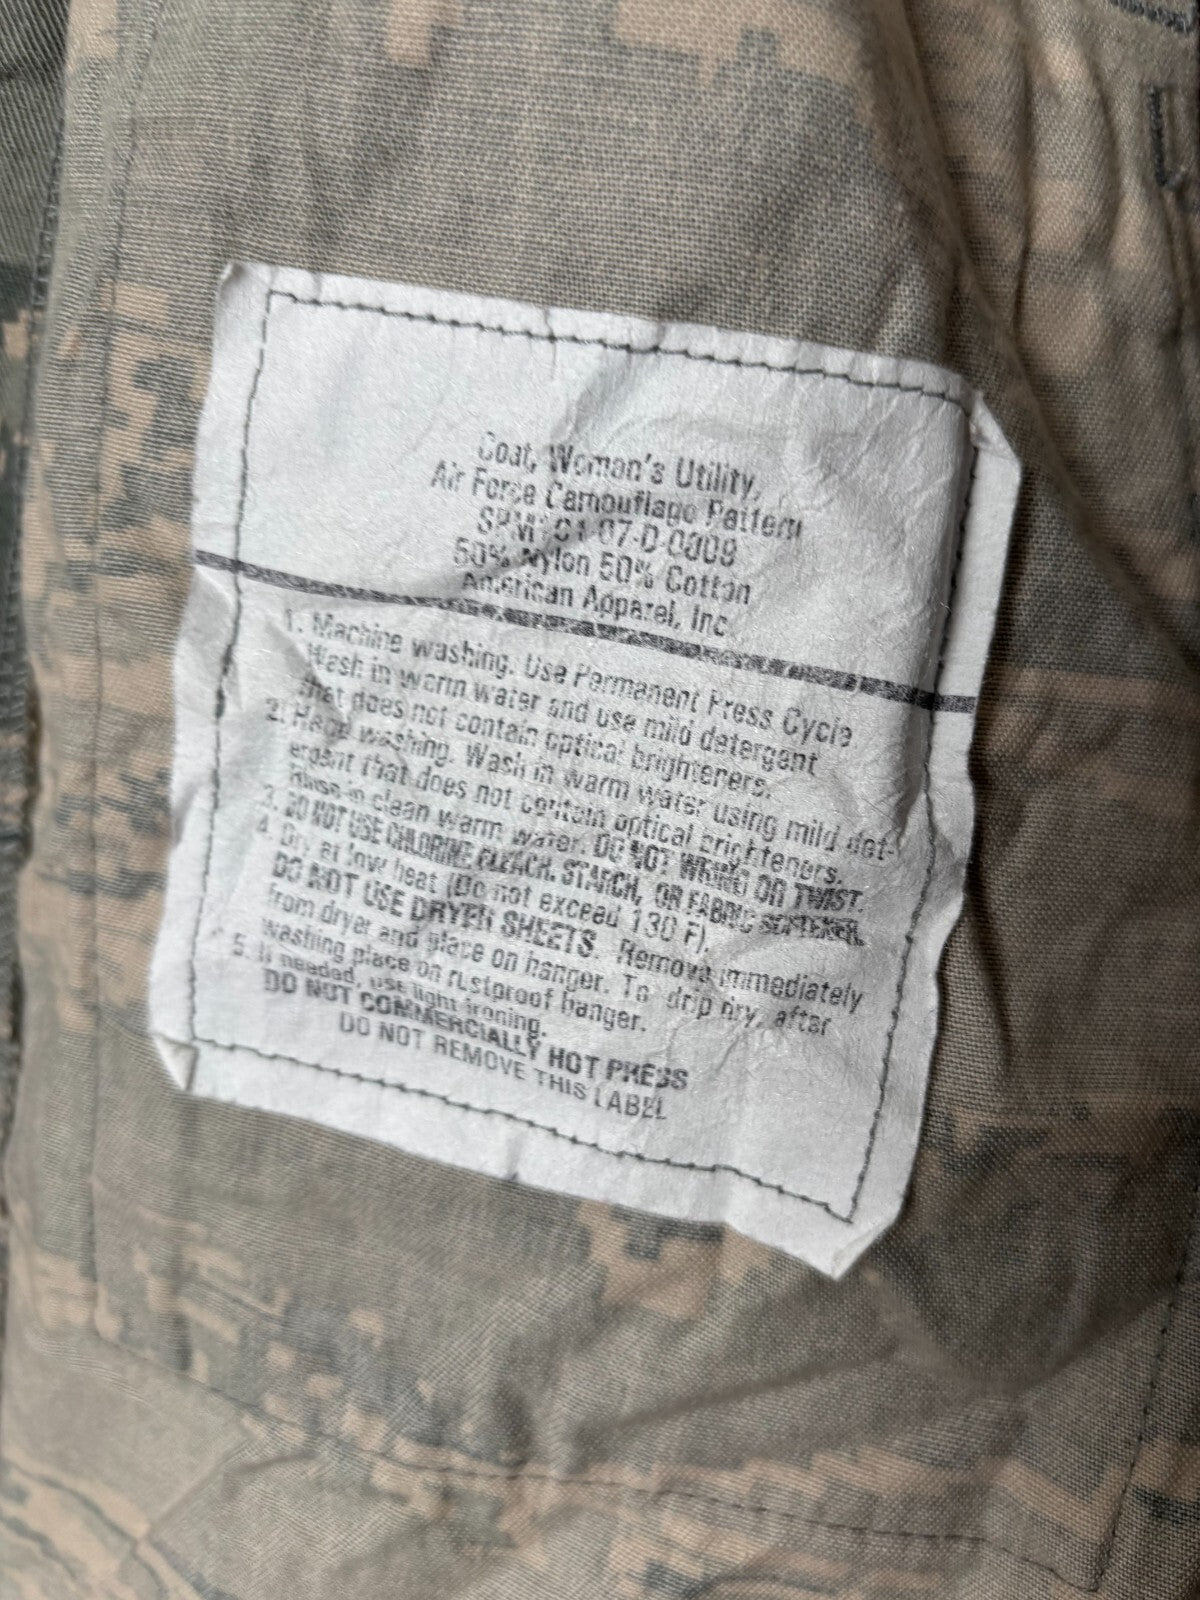 Coat, Woman's Utility,
Air Force Camouflage Pattern
50% Nylon 50% Cotton
American Apparel, Inc
1. Machine washing. Use Permanent Press Cycle
Wash in warm water and use mild detergent
that does not contain optical brighteners.
2. Hand washing. Wash in warm water using mild det-
ergent that does not contain optical brighteners.
Rinse in clean warm water. DO NOT WRING OR TWIST.
3. DO NOT USE CHLORINE BLEACH, STARCH, OR FABRIC SOFTENER.
4. Dry at low heat (Do not exceed 130 F).
DO NOT USE DRYER SHEETS. Remove immediately
from dryer and place on hanger. To drip dry, after
washing place on rustproof hanger.
5. If needed, use light ironing.
DO NOT COMMERCIALLY HOT PRESS
DO NOT REMOVE THIS LABEL